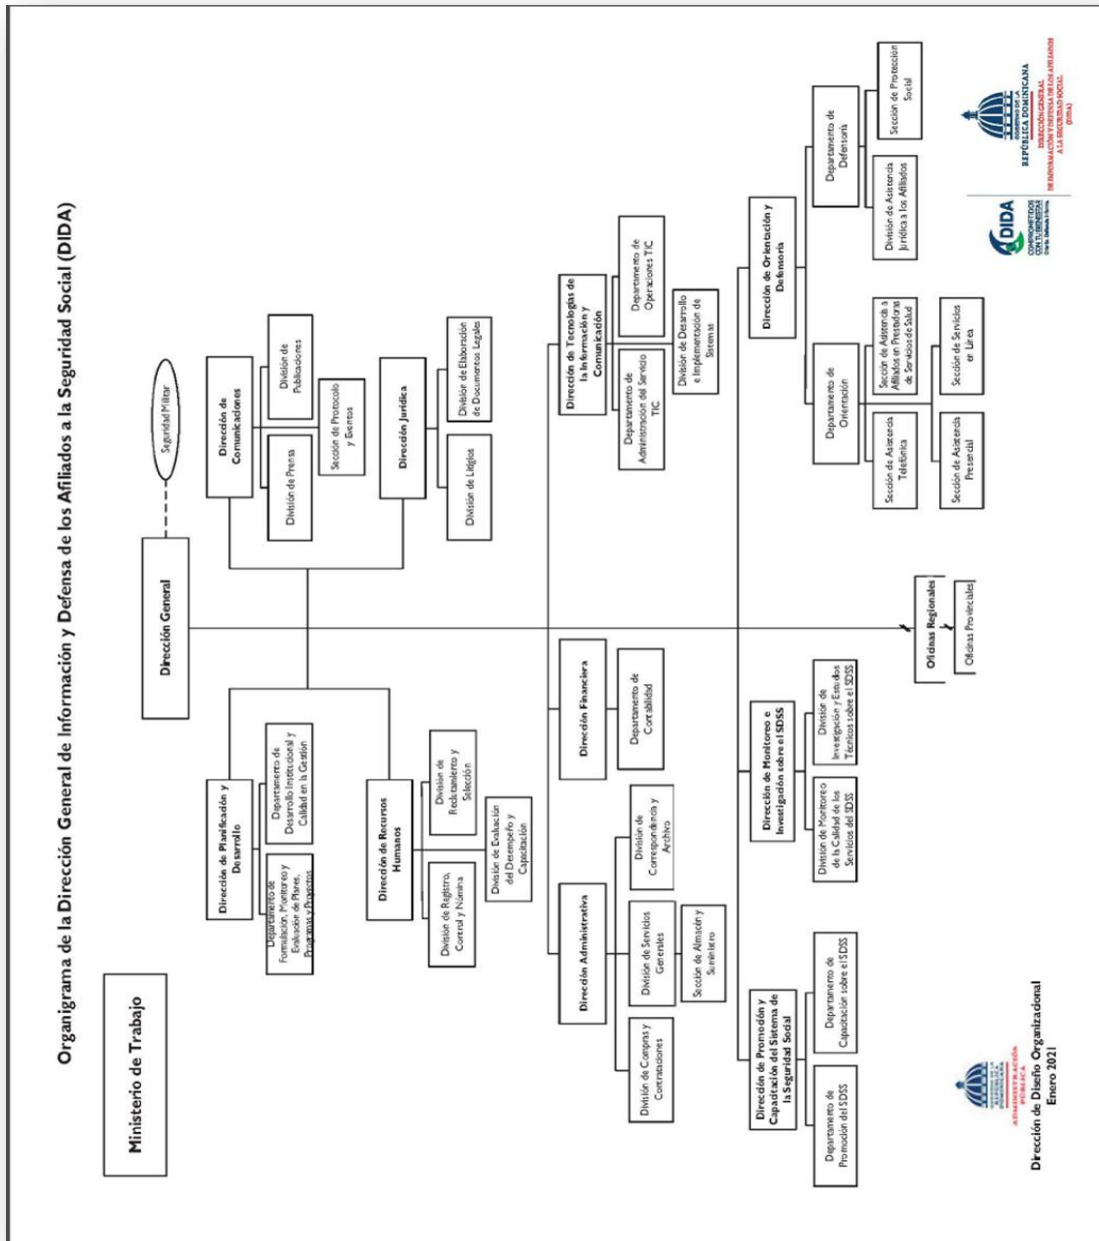 Organigrama de la Dirección General de Información y Defensa de los Afiliados a la Seguridad Social (DIDA)
Ministerio de Trabajo
Dirección General
Seguridad Militar
Dirección de Planificación y
Desarrollo
Departamento de
Formulación, Monitoreo y
Evaluación de Planes,
Programas y Proyectos
Departamento de
Desarrollo Institucional y
Calidad en la Gestión
Dirección de
Comunicaciones
División de Prensa
División de
Publicaciones
Sección de Protocolo
y Eventos
Dirección de Recursos
Humanos
División de Registro,
Control y Nómina
División de
Reclutamiento y
Selección
División de Evaluación
del Desempeño y
Capacitación
Dirección Jurídica
División de Litigios
División de Elaboración
de Documentos Legales
Dirección Administrativa
División de Compras y
Contrataciones
División de Servicios
Generales
División de
Correspondencia y
Archivo
Sección de Almacén y
Suministro
Dirección Financiera
Departamento de
Contabilidad
Dirección de Tecnologías de
la Información y
Comunicación
Departamento de
Administración del Servicio
TIC
Departamento de
Operaciones TIC
División de Desarrollo
e Implementación de
Sistemas
Dirección de Promoción y
Capacitación del Sistema de
la Seguridad Social
Departamento de
Promoción del SDSS
Departamento de
Capacitación sobre el SDSS
Dirección de Monitoreo e
Investigación sobre el SDSS
División de Monitoreo
de la Calidad de los
Servicios del SDSS
División de
Investigación y Estudios
Técnicos sobre el SDSS
Dirección de Orientación y
Defensoría
Departamento de
Orientación
Sección de Asistencia
Telefónica
Sección de Asistencia a
Afiliados en Prestadoras
de Servicios de Salud
Sección de Asistencia
Presencial
Sección de Servicios
en Línea
Departamento de
Defensoría
División de Asistencia
Jurídica a los Afiliados
Sección de Protección
Social
Oficinas Regionales
Oficinas Provinciales
GOBIERNO DE LA
REPÚBLICA
DOMINICANA
ADMINISTRACIÓN
PÚBLICA
Dirección de Diseño Organizacional
Enero 2021
DIDA
COMPROMETIDOS
CON TU BIENESTAR
GOBIERNO DE LA
REPÚBLICA DOMINICANA
DIRECCIÓN GENERAL
DE INFORMACIÓN Y DEFENSA DE LOS AFILIADOS
A LA SEGURIDAD SOCIAL
(DIDA)